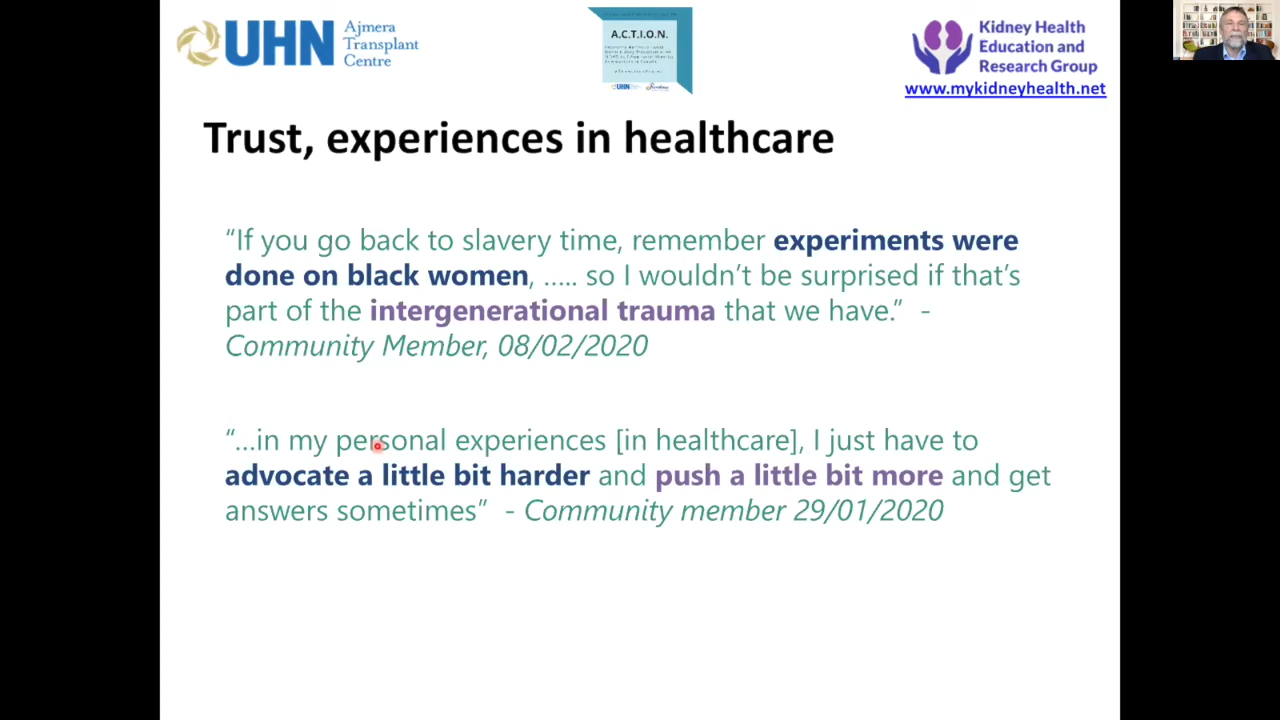 UHN
Ajmera
Transplant
Centre
A.C.T.I.O.N.
UHN
Kidney Health
Education and
Research Group
www.mykidneyhealth.net
Trust, experiences in healthcare
“If you go back to slavery time, remember experiments were
done on black women, ..... so I wouldn’t be surprised if that’s
part of the intergenerational trauma that we have.” -
Community Member, 08/02/2020
“...in my personal experiences [in healthcare], I just have to
advocate a little bit harder and push a little bit more and get
answers sometimes” - Community member 29/01/2020